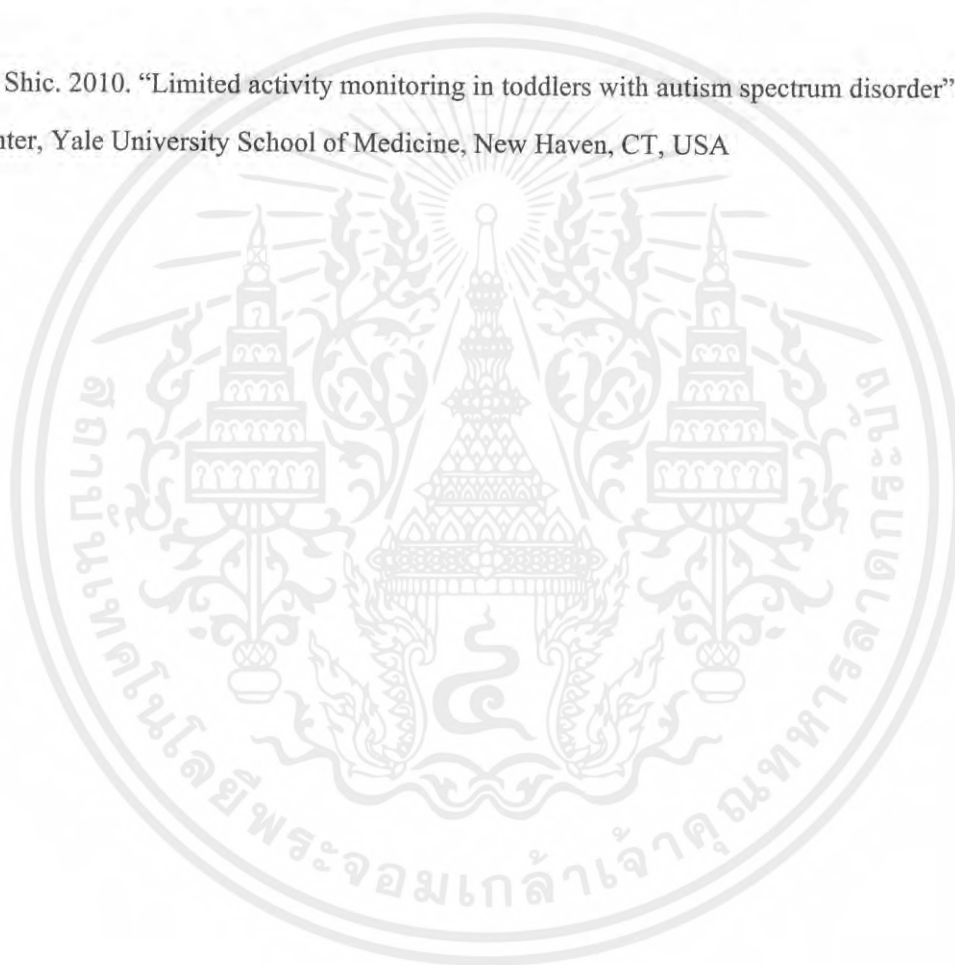 Shic. 2010. “Limited activity monitoring in toddlers with autism spectrum disorder”
nter, Yale University School of Medicine, New Haven, CT, USA
สถาบันเทคโนโลยีพระจอมเกล้าเจ้าคุณทหารลาดกระบัง